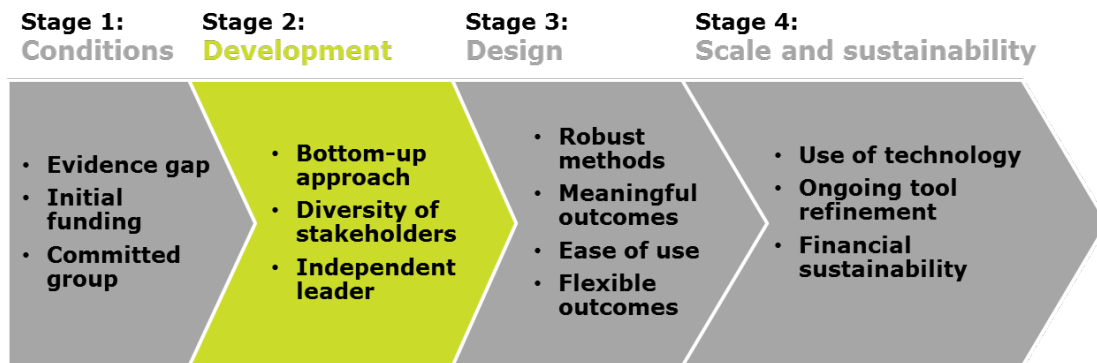 Stage 1:
Conditions
Stage 2:
Development
Stage 3:
Design
Stage 4:
Scale and sustainability
• Evidence gap
• Initial
funding
• Committed
group
• Bottom-up
approach
• Diversity of
stakeholders
• Independent
leader
• Robust
methods
• Meaningful
outcomes
• Ease of use
• Flexible
outcomes
• Use of technology
• Ongoing tool
refinement
• Financial
sustainability